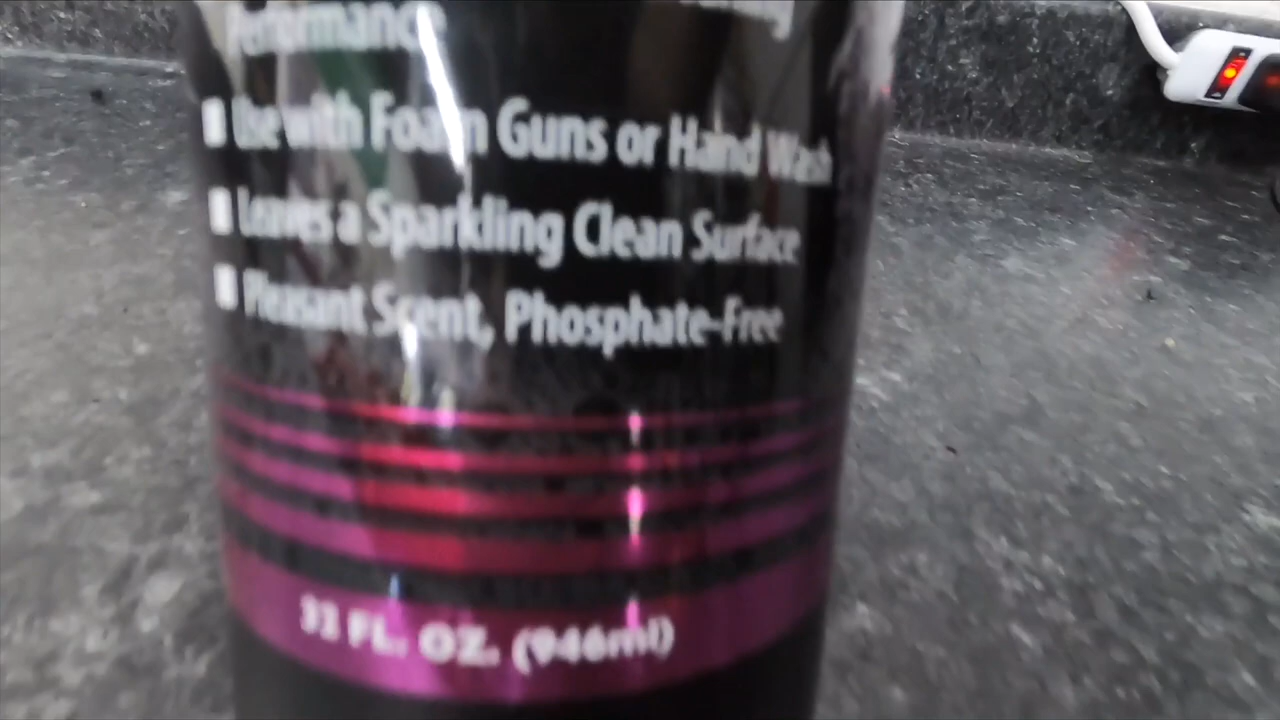 Performance
Use with Foam Guns or Hand Wash
Leaves a Sparkling Clean Surface
Pleasant Scent, Phosphate-Free
32 FL. OZ. (946ml)